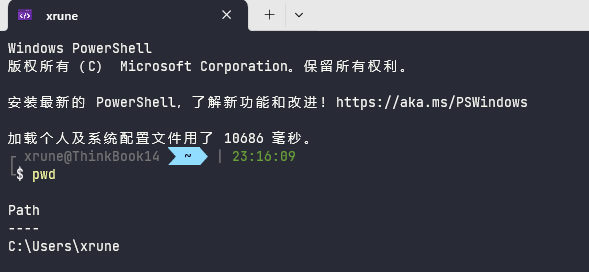 xrune
Windows PowerShell
版权所有 (C)  Microsoft Corporation。保留所有权利。
安装最新的 PowerShell，了解新功能和改进！https://aka.ms/PSWindows
加载个人及系统配置文件用了 10686 毫秒。
xrune@ThinkBook14 ~ | 23:16:09
$ pwd
Path
----
C:\Users\xrune